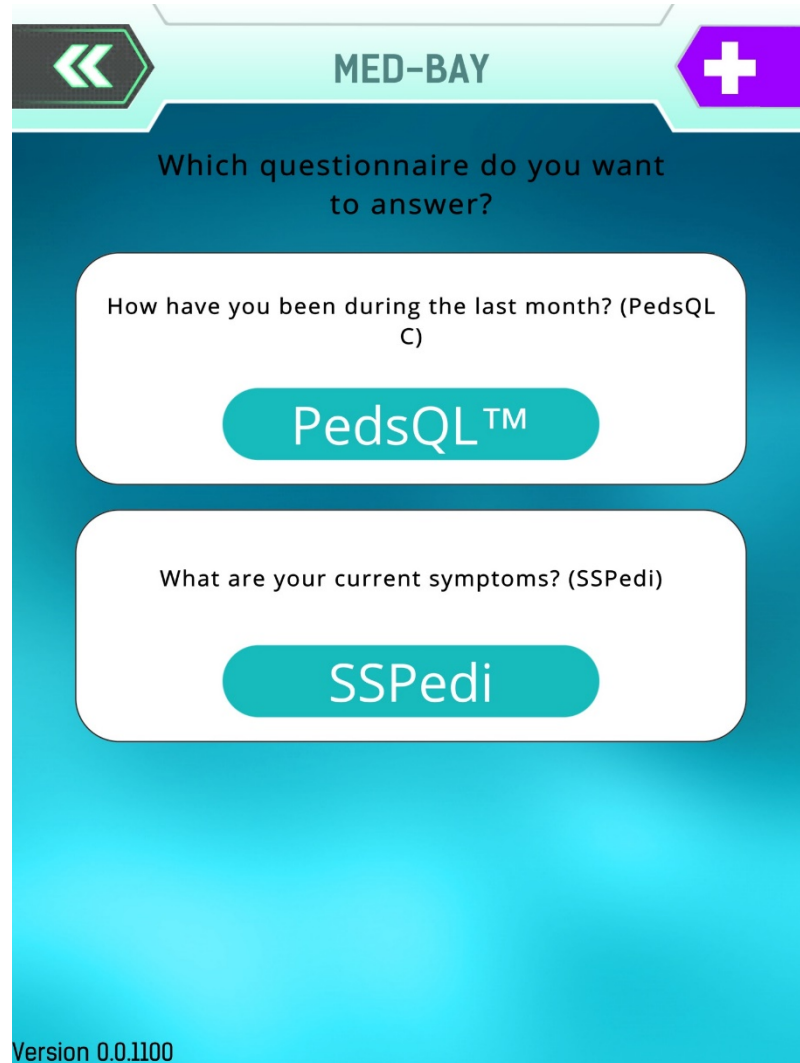 MED-BAY
Which questionnaire do you want
to answer?
How have you been during the last month? (PedsQL
C)
PedsQL™
What are your current symptoms? (SSPedi)
SSPedi
Version 0.0.1100